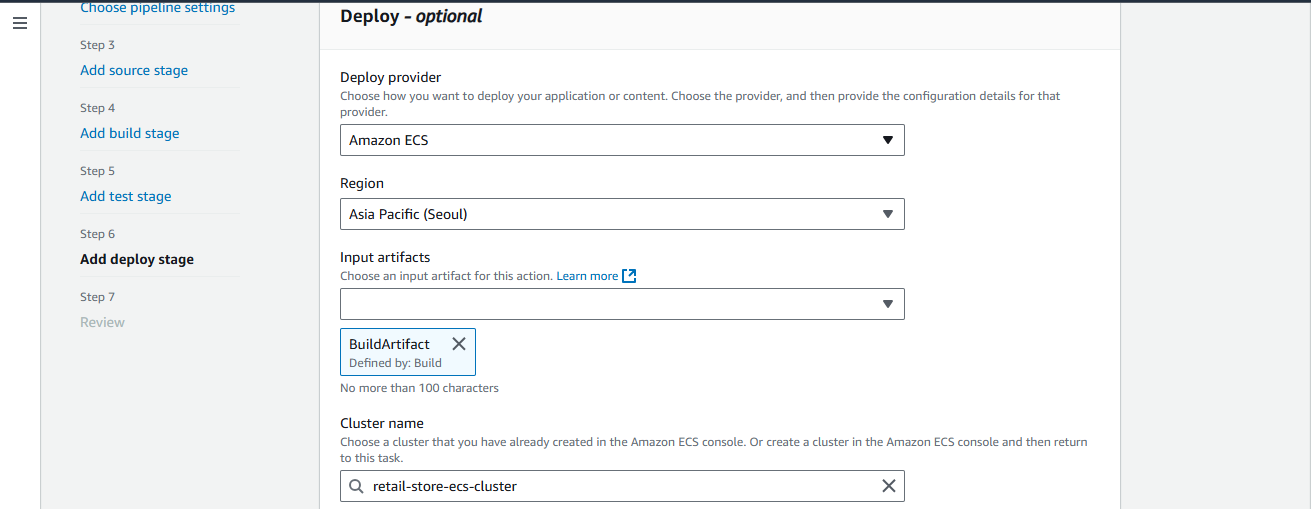 Choose pipeline settings
Step 3
Add source stage
Step 4
Add build stage
Step 5
Add test stage
Step 6
Add deploy stage
Step 7
Review
Deploy - optional
Deploy provider
Choose how you want to deploy your application or content. Choose the provider, and then provide the configuration details for that
provider.
Amazon ECS
Region
Asia Pacific (Seoul)
Input artifacts
Choose an input artifact for this action. Learn more
BuildArtifact
Defined by: Build
No more than 100 characters
Cluster name
Choose a cluster that you have already created in the Amazon ECS console. Or create a cluster in the Amazon ECS console and then return
to this task.
retail-store-ecs-cluster